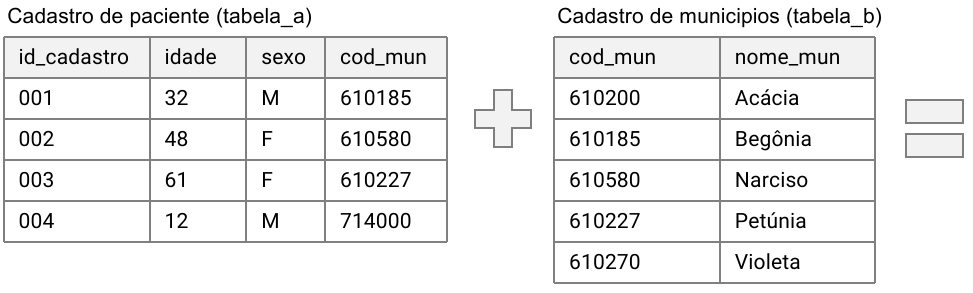 Cadastro de paciente (tabela_a)
id_cadastro idade sexo cod_mun
001 32 M 610185
002 48 F 610580
003 61 F 610227
004 12 M 714000
Cadastro de municipios (tabela_b)
cod_mun nome_mun
610200 Acácia
610185 Begônia
610580 Narciso
610227 Petúnia
610270 Violeta